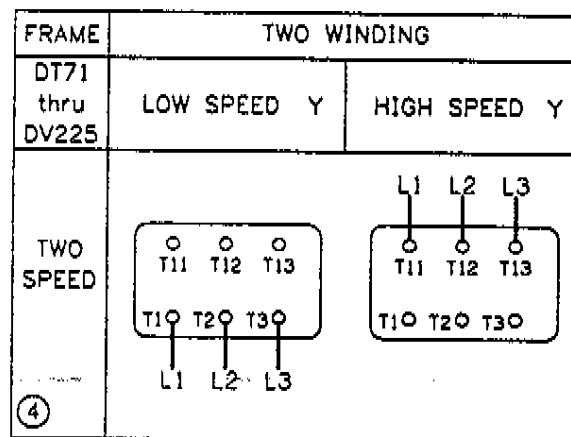 FRAME
TWO WINDING
DT71
thru
DV225
LOW SPEED Y
HIGH SPEED Y
TWO
SPEED
T11 T12 T13
T1 T2 T3
L1 L2 L3
L1 L2 L3
T11 T12 T13
T1 T2 T3
4